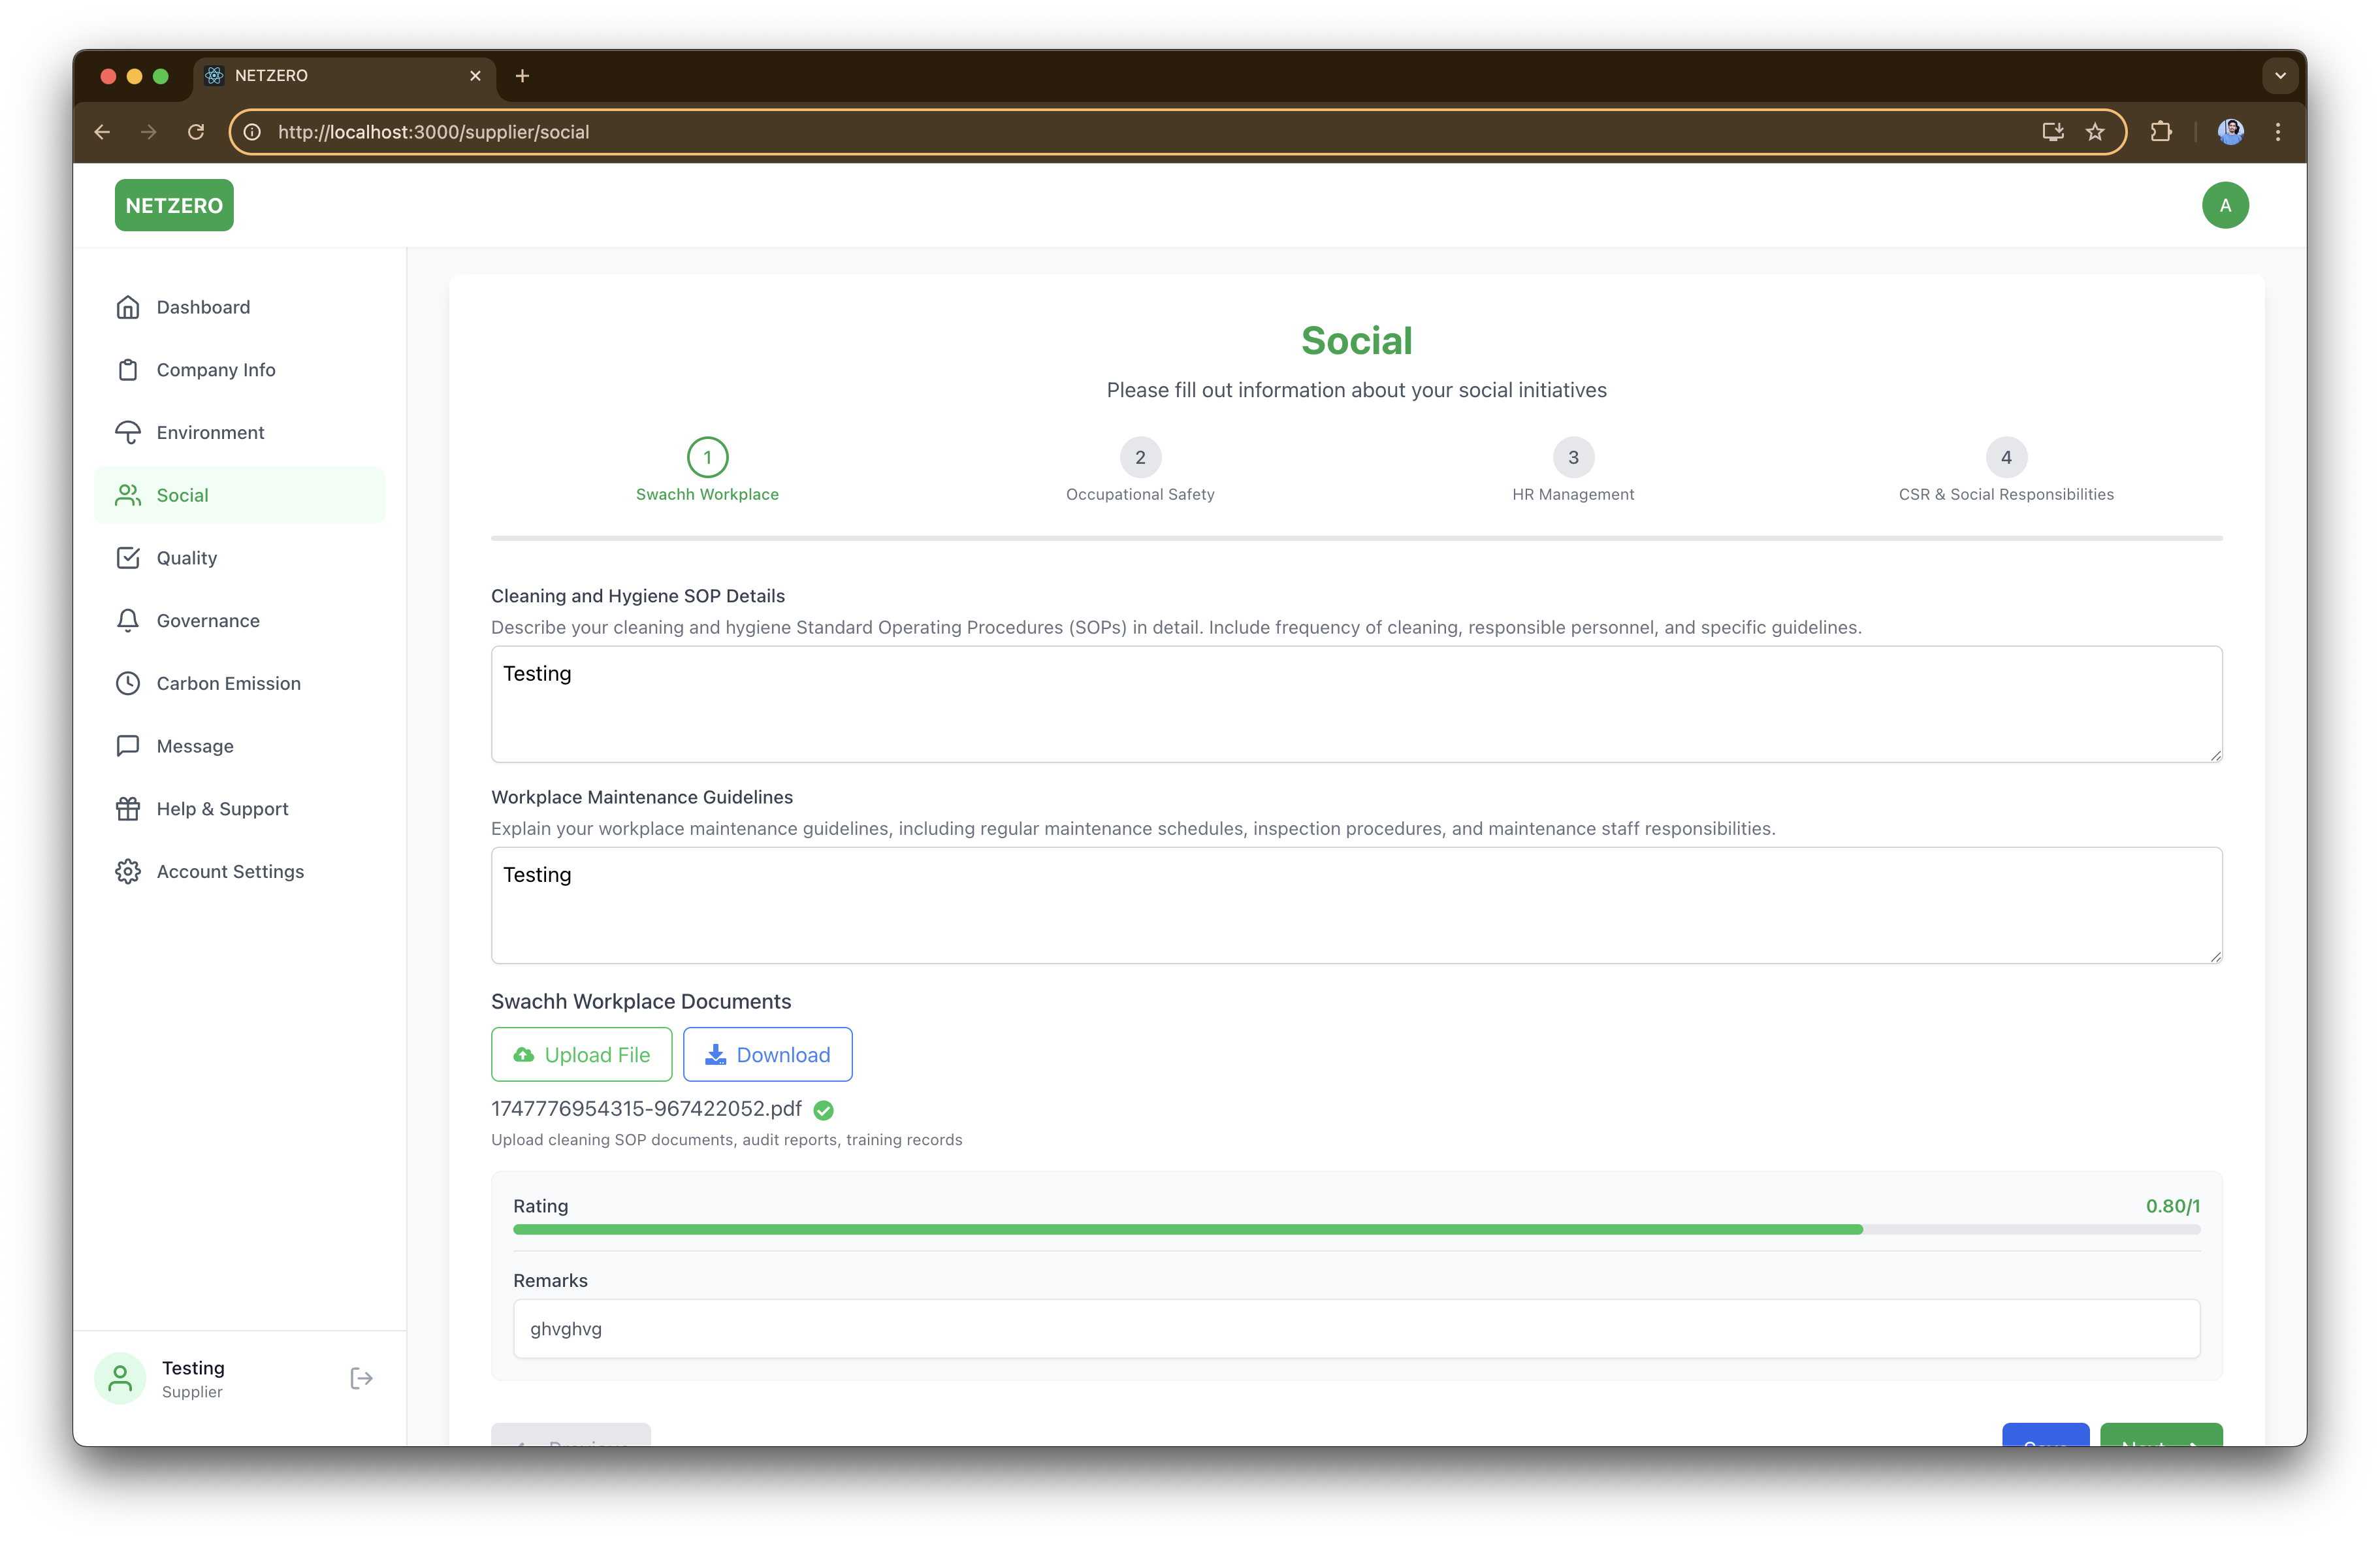 NETZERO
http://localhost:3000/supplier/social
NETZERO
A
Dashboard
Company Info
Environment
Social
Quality
Governance
Carbon Emission
Message
Help & Support
Account Settings
Testing
Supplier
Social
Please fill out information about your social initiatives
1
Swachh Workplace
2
Occupational Safety
3
HR Management
4
CSR & Social Responsibilities
Cleaning and Hygiene SOP Details
Describe your cleaning and hygiene Standard Operating Procedures (SOPs) in detail. Include frequency of cleaning, responsible personnel, and specific guidelines.
Testing
Workplace Maintenance Guidelines
Explain your workplace maintenance guidelines, including regular maintenance schedules, inspection procedures, and maintenance staff responsibilities.
Testing
Swachh Workplace Documents
Upload File
Download
1747776954315-967422052.pdf
Upload cleaning SOP documents, audit reports, training records
Rating
0.80/1
Remarks
ghvghvg